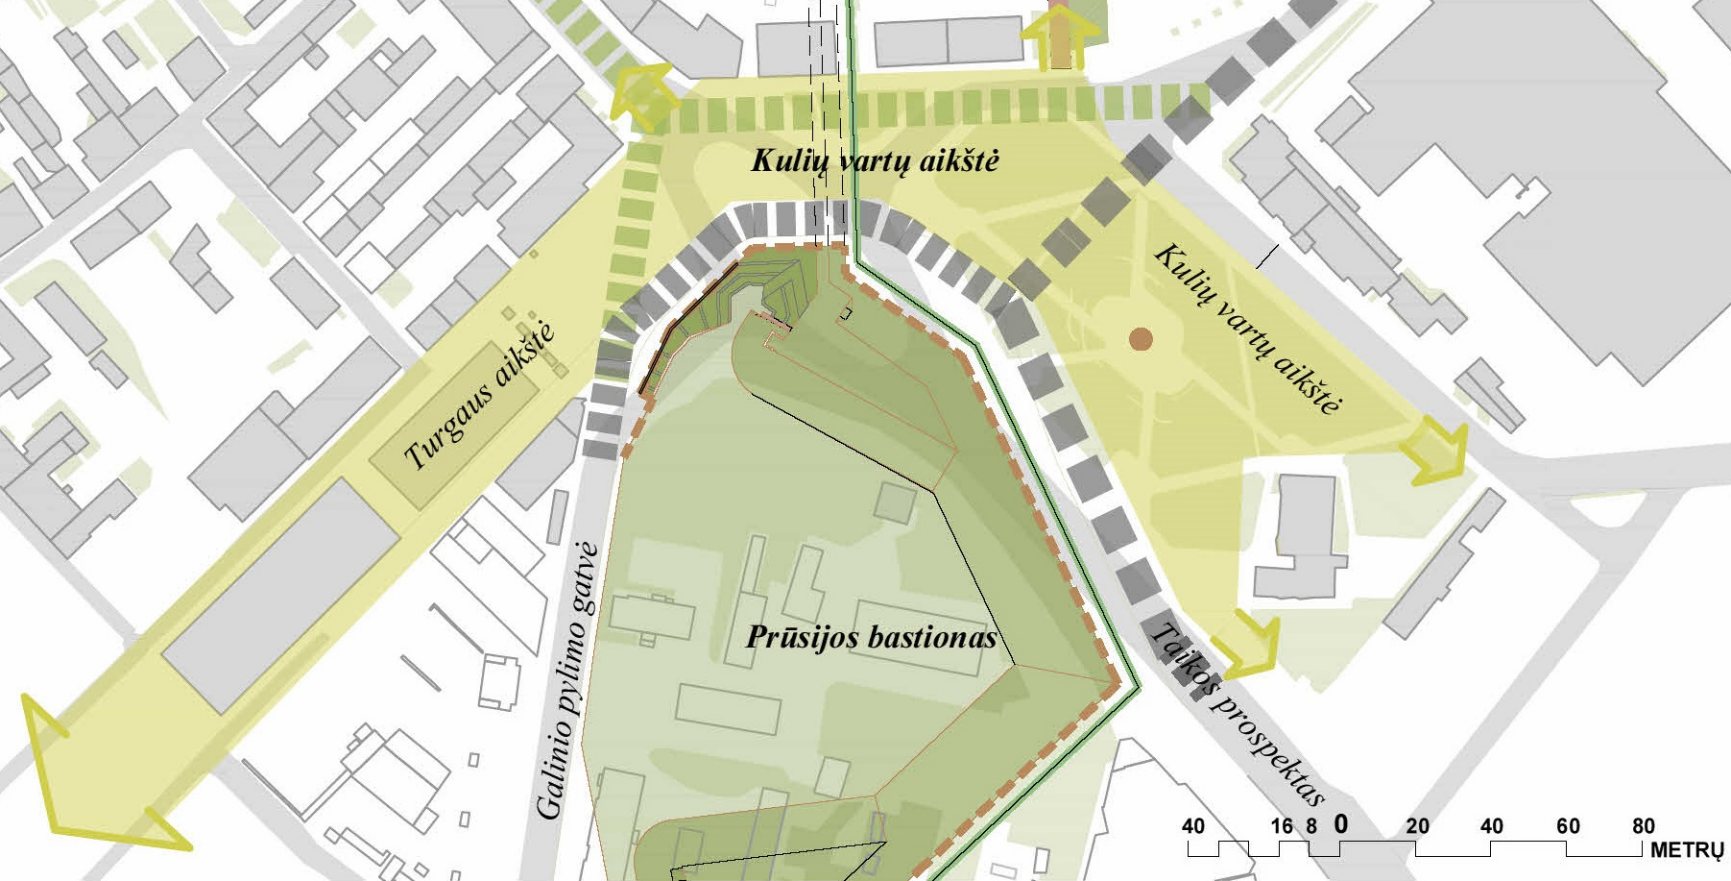 Kulių vartų aikštė
Kulių vartų aikštė
Turgaus aikštė
Galinio pylimo gatvė
Prūsijos bastionas
Taikos prospektas
40 16 8 0 20 40 60 80
METRŲ